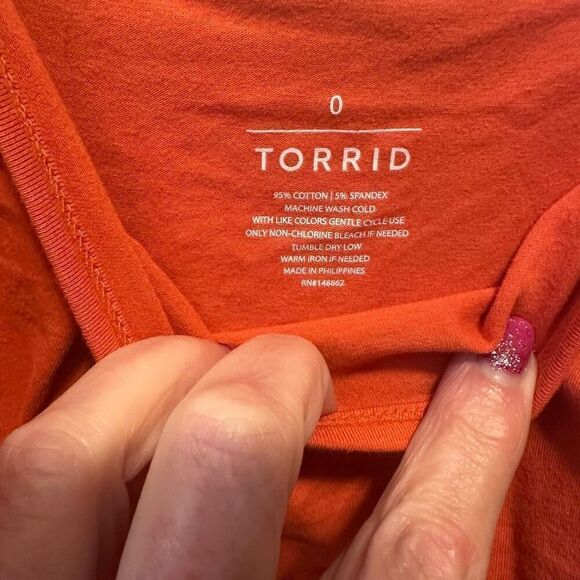 0
TORRID
95% COTTON | 5% SPANDEX
MACHINE WASH COLD
WITH LIKE COLORS GENTLE CYCLE USE
ONLY NON-CHLORINE BLEACH IF NEEDED
TUMBLE DRY LOW
WARM IRON IF NEEDED
MADE IN PHILIPPINES
RN#148862